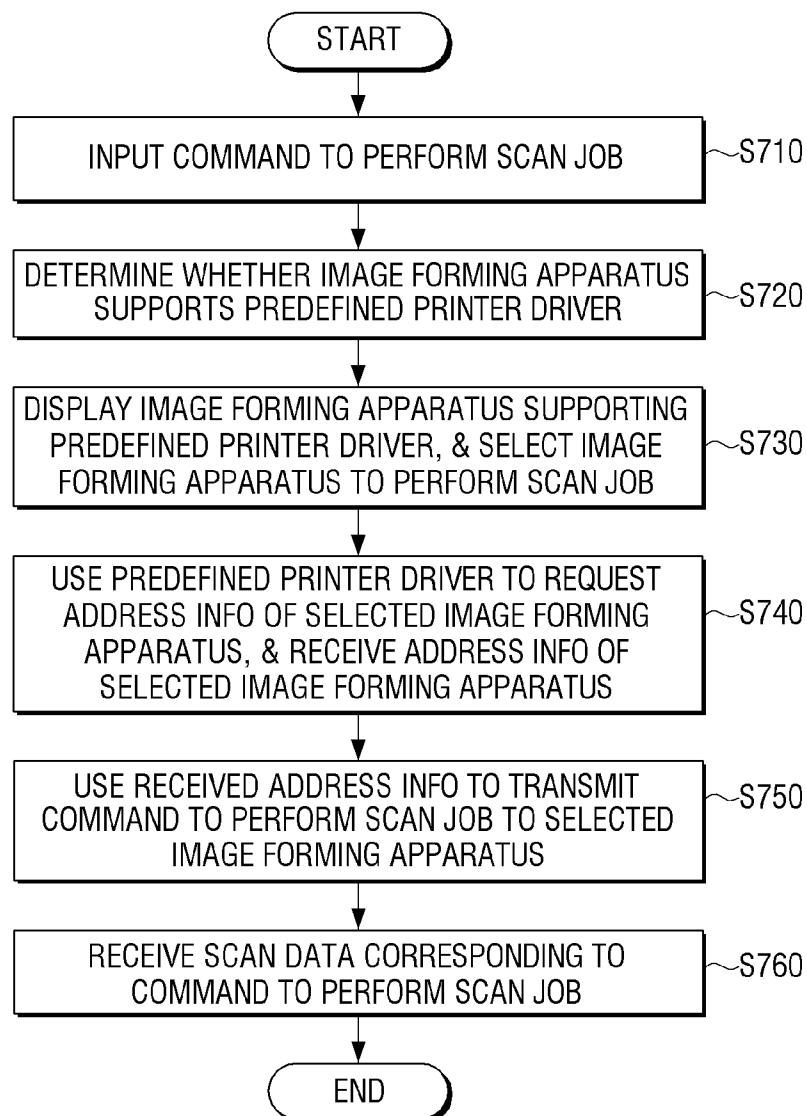 START
INPUT COMMAND TO PERFORM SCAN JOB
S710
DETERMINE WHETHER IMAGE FORMING APPARATUS
SUPPORTS PREDEFINED PRINTER DRIVER
S720
DISPLAY IMAGE FORMING APPARATUS SUPPORTING
PREDEFINED PRINTER DRIVER, & SELECT IMAGE
FORMING APPARATUS TO PERFORM SCAN JOB
S730
USE PREDEFINED PRINTER DRIVER TO REQUEST
ADDRESS INFO OF SELECTED IMAGE FORMING
APPARATUS, & RECEIVE ADDRESS INFO OF
SELECTED IMAGE FORMING APPARATUS
S740
USE RECEIVED ADDRESS INFO TO TRANSMIT
COMMAND TO PERFORM SCAN JOB TO SELECTED
IMAGE FORMING APPARATUS
S750
RECEIVE SCAN DATA CORRESPONDING TO
COMMAND TO PERFORM SCAN JOB
S760
END